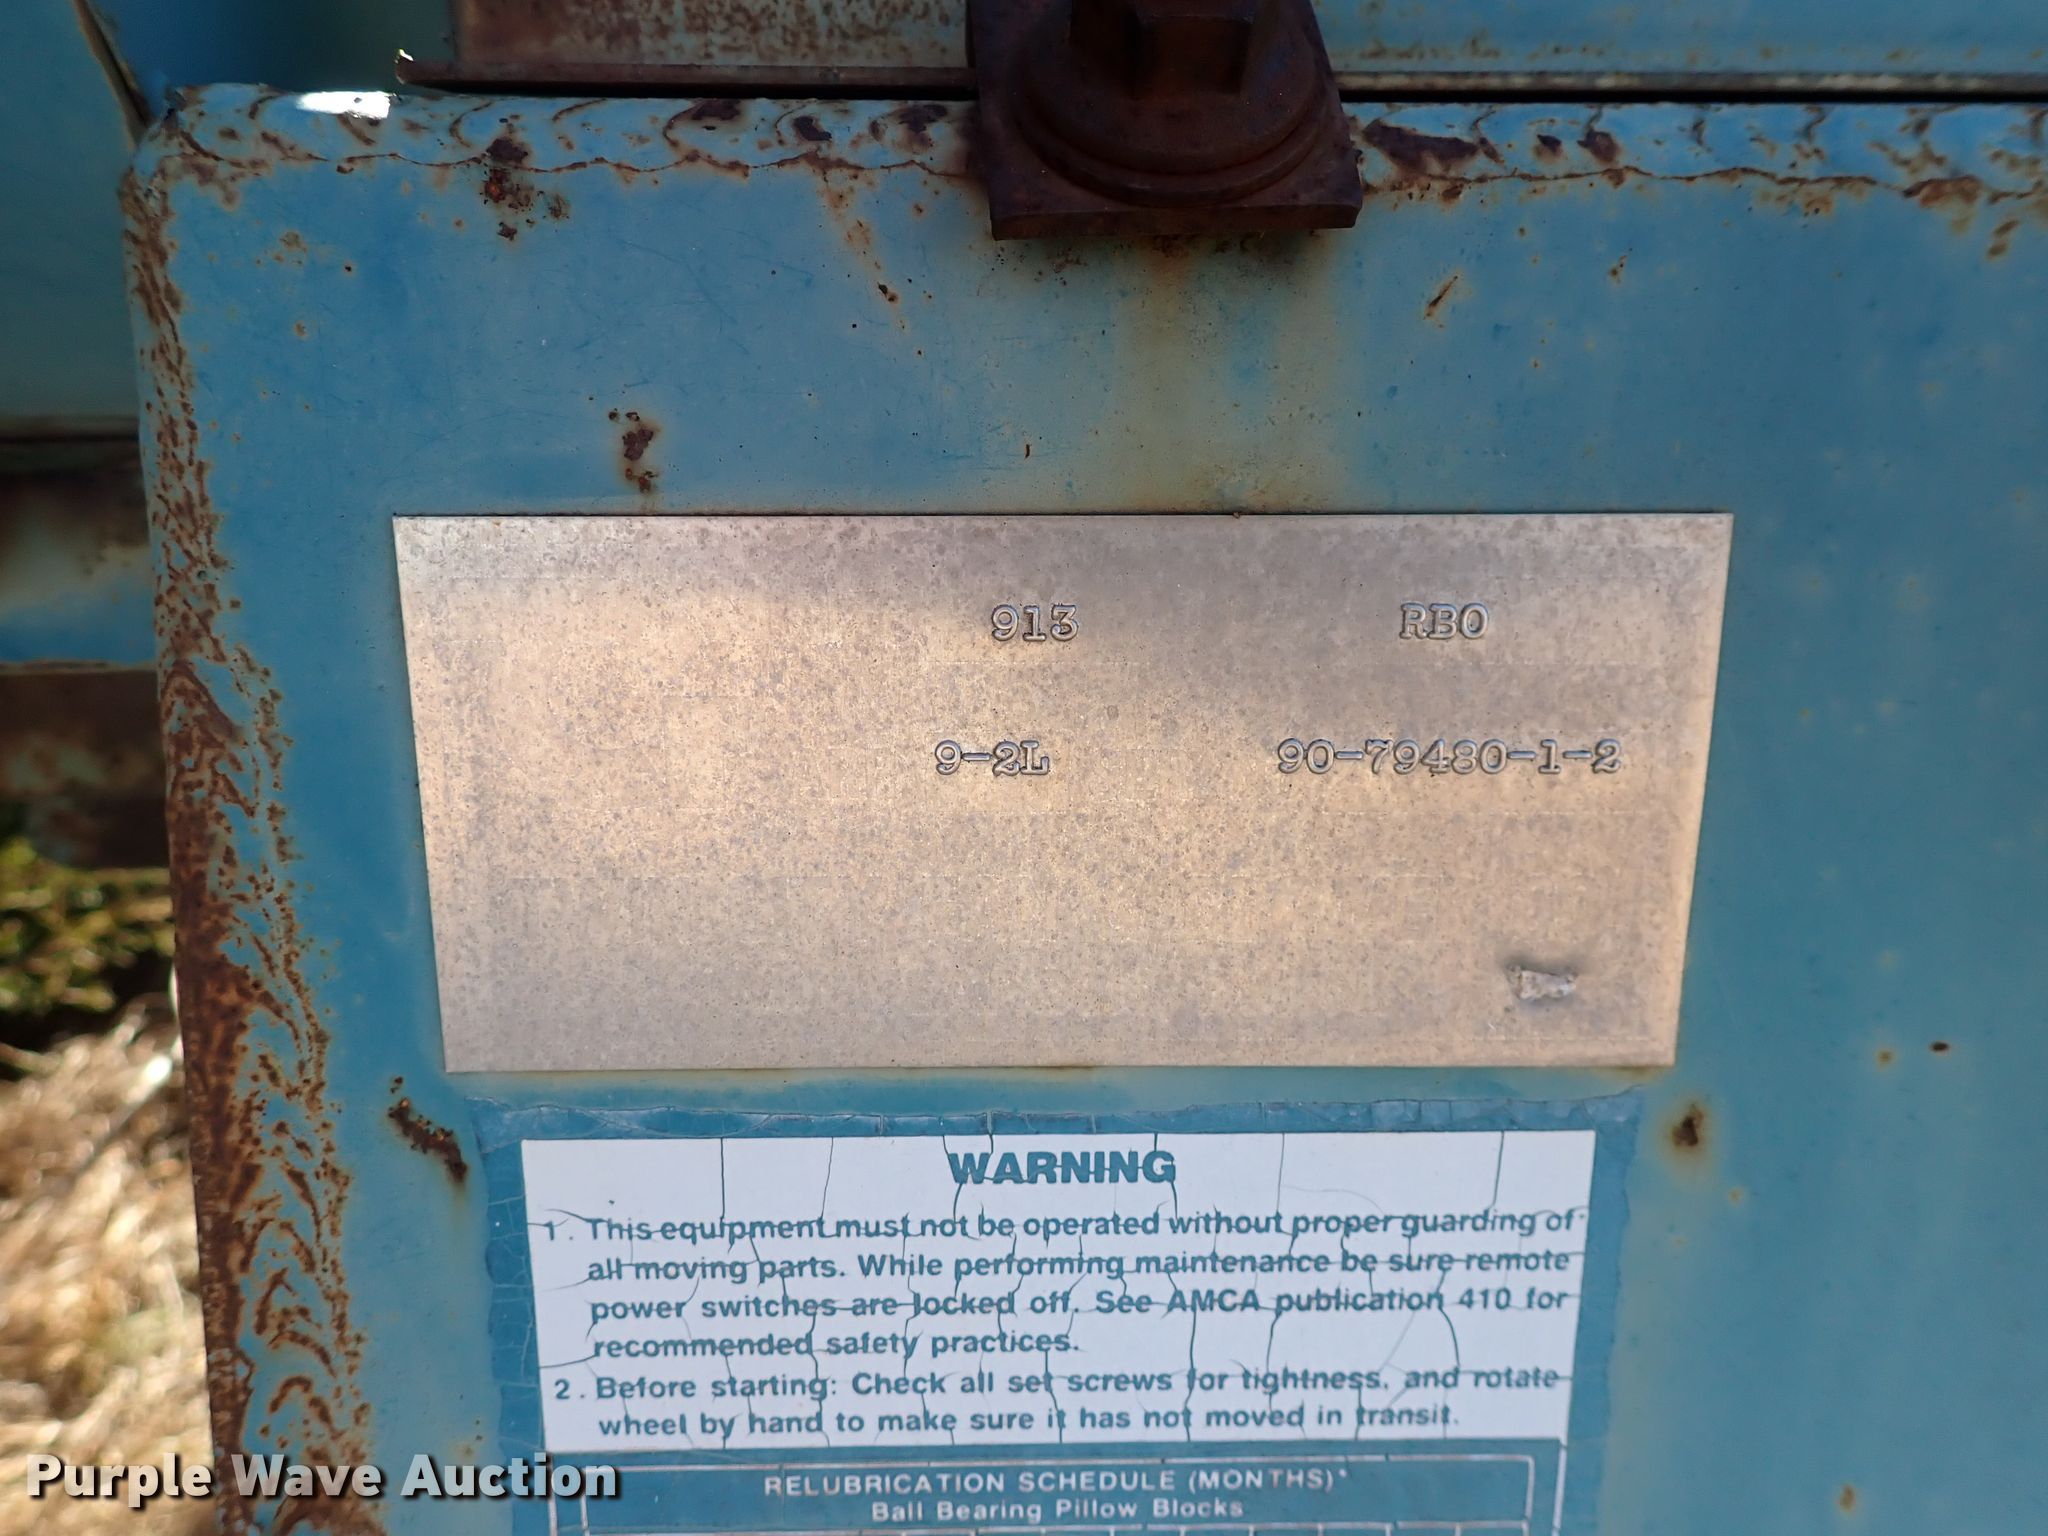 913 RBO
9-2L 90-79480-1-2
WARNING
1. This equipment must not be operated without proper guarding of
all moving parts. While performing maintenance be sure remote
power switches are locked off. See AMCA publication 410 for
recommended safety practices.
2. Before starting: Check all set screws for tightness, and rotate
wheel by hand to make sure it has not moved in transit.
RELUBRICATION SCHEDULE (MONTHS)*
Ball Bearing Pillow Blocks
Purple Wave Auction